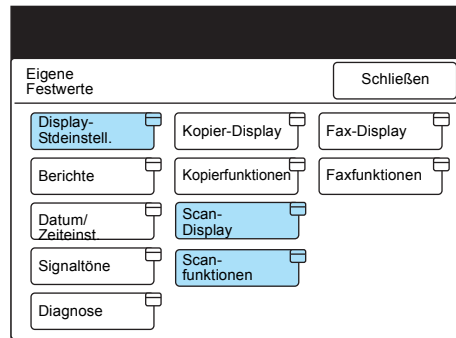 Eigene
Festwerte
Schließen
Display-
Stdeinstell.
Kopier-Display
Fax-Display
Berichte
Kopierfunktionen
Faxfunktionen
Datum/
Zeiteinst.
Scan-
Display
Signaltöne
Scan-
funktionen
Diagnose